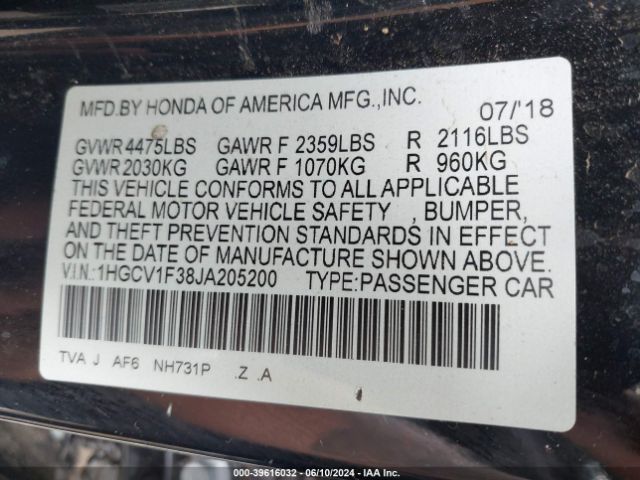 MFD.BY HONDA OF AMERICA MFG.,INC. 07/'18
GVWR 4475LBS GAWR F 2359LBS R 2116LBS
GVWR 2030KG GAWR F 1070KG R 960KG
THIS VEHICLE CONFORMS TO ALL APPLICABLE
FEDERAL MOTOR VEHICLE SAFETY , BUMPER,
AND THEFT PREVENTION STANDARDS IN EFFECT
ON THE DATE OF MANUFACTURE SHOWN ABOVE.
V.I.N.:1HGCV1F38JA205200 TYPE:PASSENGER CAR
TVA J AF6 NH731P .Z .A
000-39616032 - 06/10/2024 - IAA Inc.